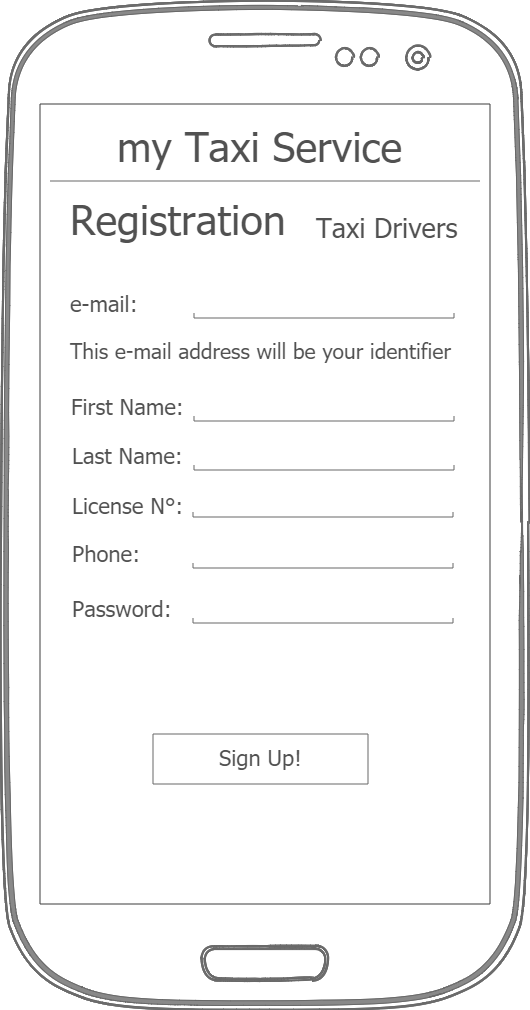 my Taxi Service
Registration Taxi Drivers
e-mail:
This e-mail address will be your identifier
First Name:
Last Name:
License N°:
Phone:
Password:
Sign Up!